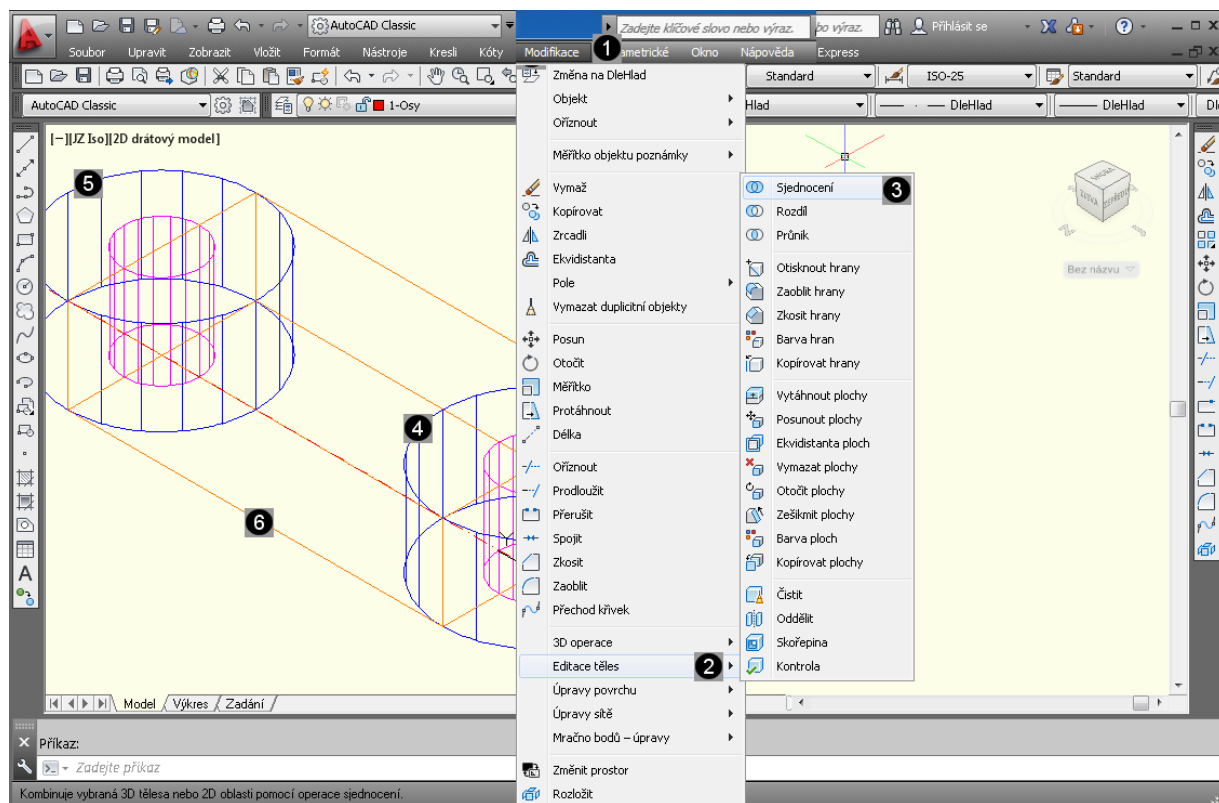 AutoCAD Classic
Zadejte klíčové slovo nebo výraz.
bo výraz.
Přihlásit se
Soubor Upravit Zobrazit Vložit Formát Nástroje Kresli Kóty Modifikace 1 ametrické Okno Nápověda Express
Standard ISO-25 Standard
AutoCAD Classic 1-Osy Hlad DleHlad DleHlad Dl
[–][JZ Iso][2D drátový model]
5
4
6
Y
Změna na DleHlad
Objekt
Oříznout
Měřítko objektu poznámky
Vymaž
Kopírovat
Zrcadli
Ekvidistanta
Pole
Vymazat duplicitní objekty
Posun
Otočit
Měřítko
Protáhnout
Délka
Oříznout
Prodloužit
Přerušit
Spojit
Zkosit
Zaoblit
Přechod křivek
3D operace
Editace těles 2
Úpravy povrchu
Úpravy sítě
Mračno bodů – úpravy
Změnit prostor
Rozložit
Sjednocení 3
Rozdíl
Průnik
Otisknout hrany
Zaoblit hrany
Zkosit hrany
Barva hran
Kopírovat hrany
Vytáhnout plochy
Posunout plochy
Ekvidistanta ploch
Vymazat plochy
Otočit plochy
Zešikmit plochy
Barva ploch
Kopírovat plochy
Čistit
Oddělit
Skořepina
Kontrola
Bez názvu
A
Model Výkres Zadání
Příkaz:
Zadejte příkaz
Kombinuje vybraná 3D tělesa nebo 2D oblasti pomocí operace sjednocení.